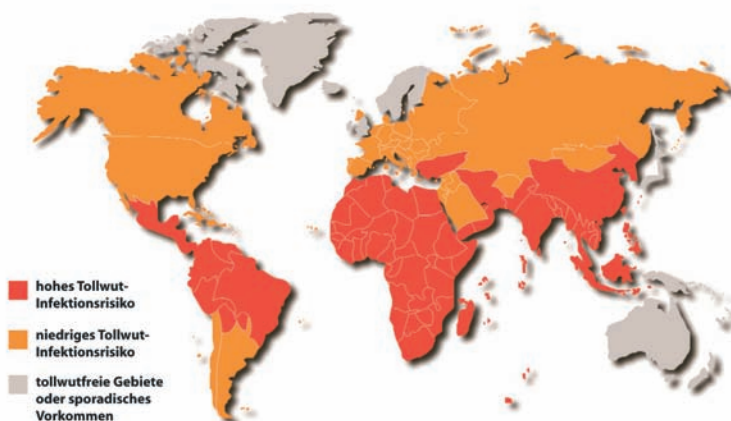 hohes Tollwut-
Infektionsrisiko
niedriges Tollwut-
Infektionsrisiko
tollwutfreie Gebiete
oder sporadisches
Vorkommen